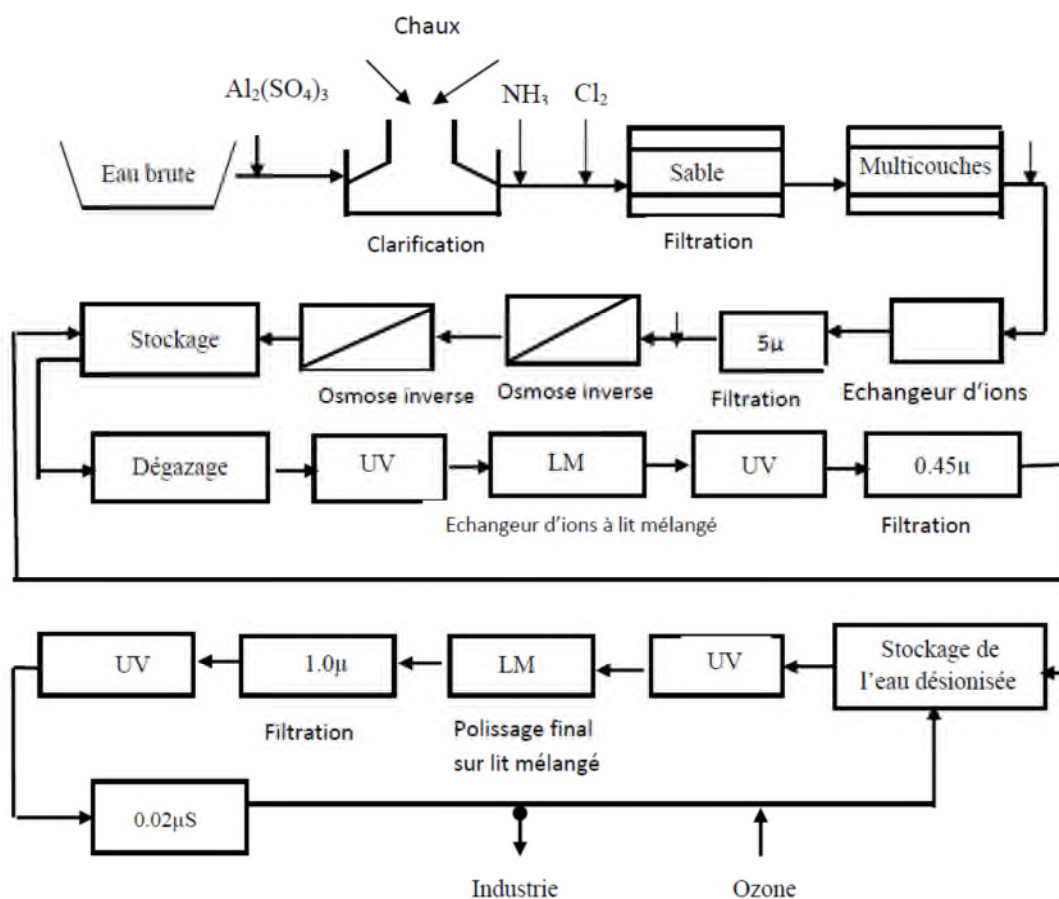 Chaux
Al₂(SO₄)₃
NH₃
Cl₂
Eau brute
Sable
Multicouches
Clarification
Filtration
Stockage
5µ
Osmose inverse
Osmose inverse
Filtration
Echangeur d'ions
Dégazage
UV
LM
UV
0.45µ
Echangeur d'ions à lit mélangé
Filtration
UV
1.0µ
LM
UV
Stockage de
l'eau désionisée
Filtration
Polissage final
sur lit mélangé
0.02µS
Industrie
Ozone